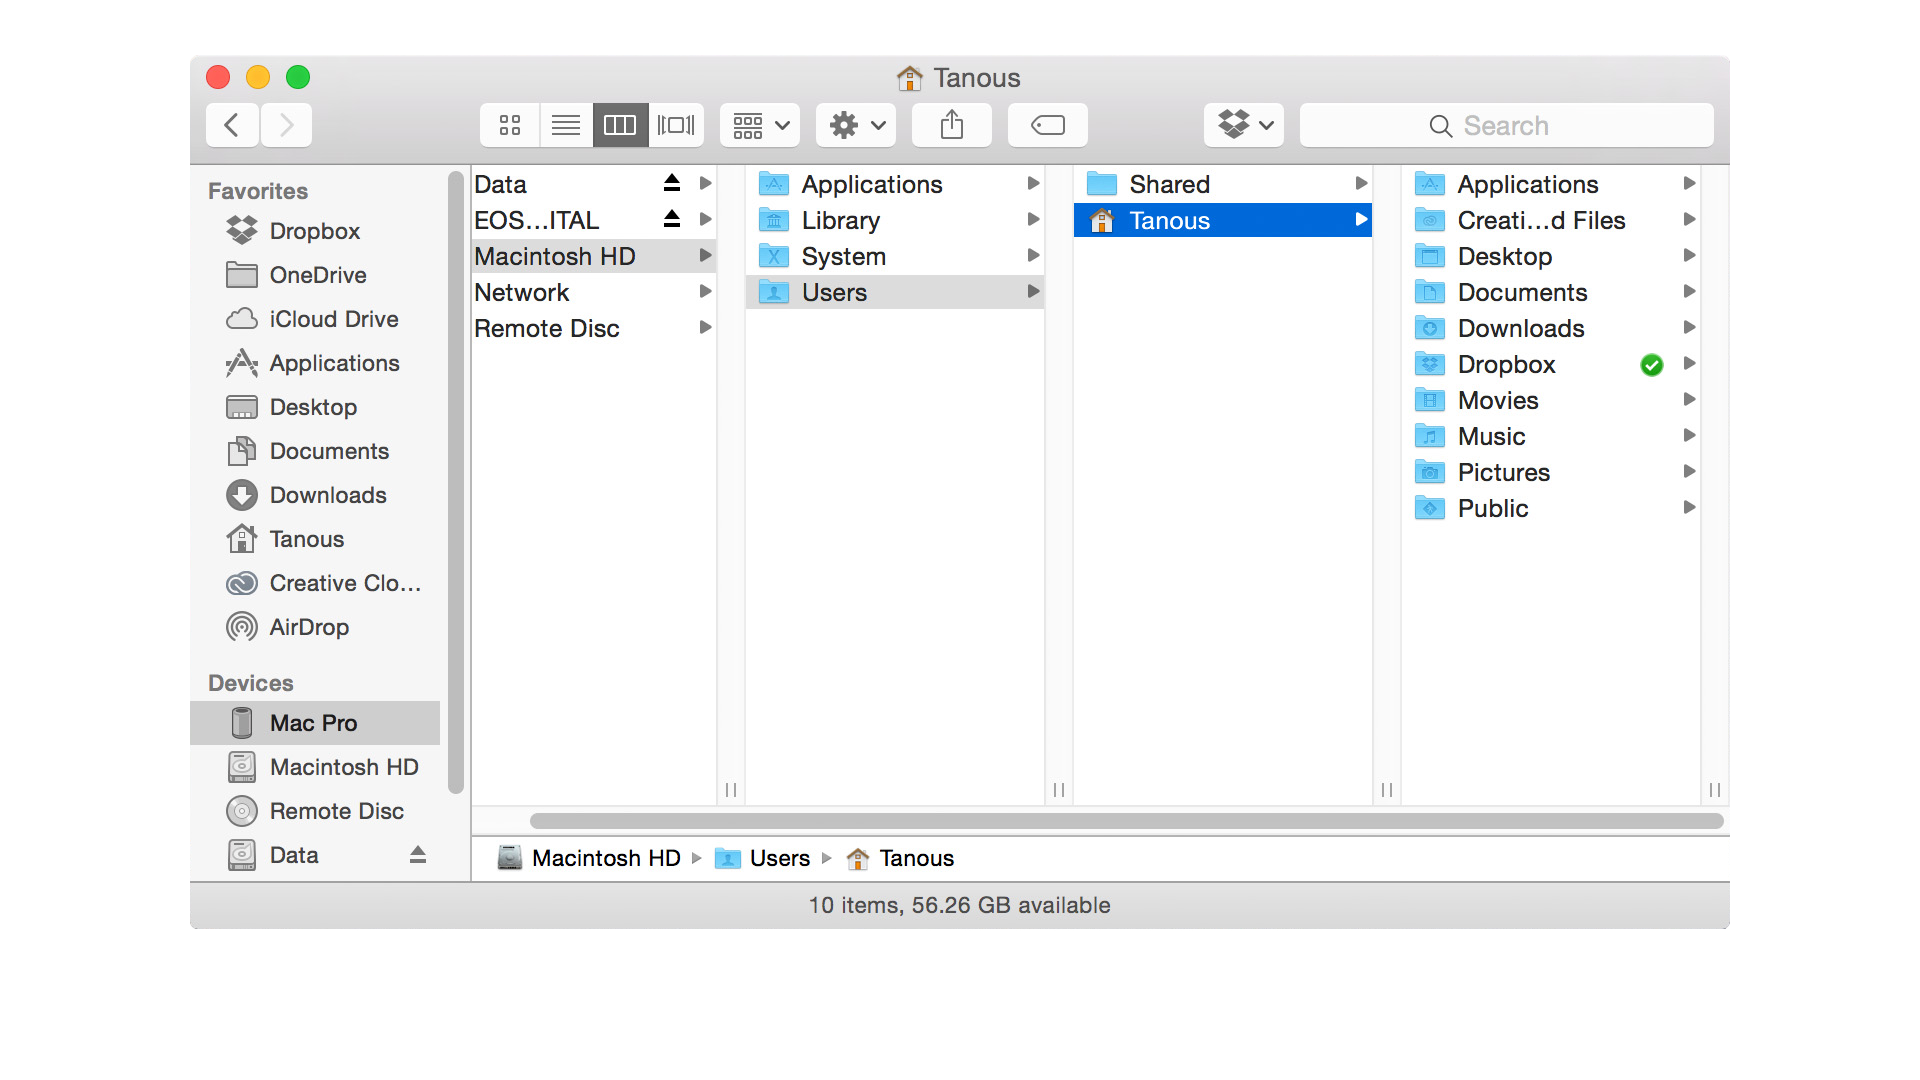 Tanous
Search
Favorites
Dropbox
OneDrive
iCloud Drive
Applications
Desktop
Documents
Downloads
Tanous
Creative Clo...
AirDrop
Devices
Mac Pro
Macintosh HD
Remote Disc
Data
Data
EOS...ITAL
Macintosh HD
Network
Remote Disc
Applications
Library
System
Users
Shared
Tanous
Applications
Creati...d Files
Desktop
Documents
Downloads
Dropbox
Movies
Music
Pictures
Public
Macintosh HD Users Tanous
10 items, 56.26 GB available